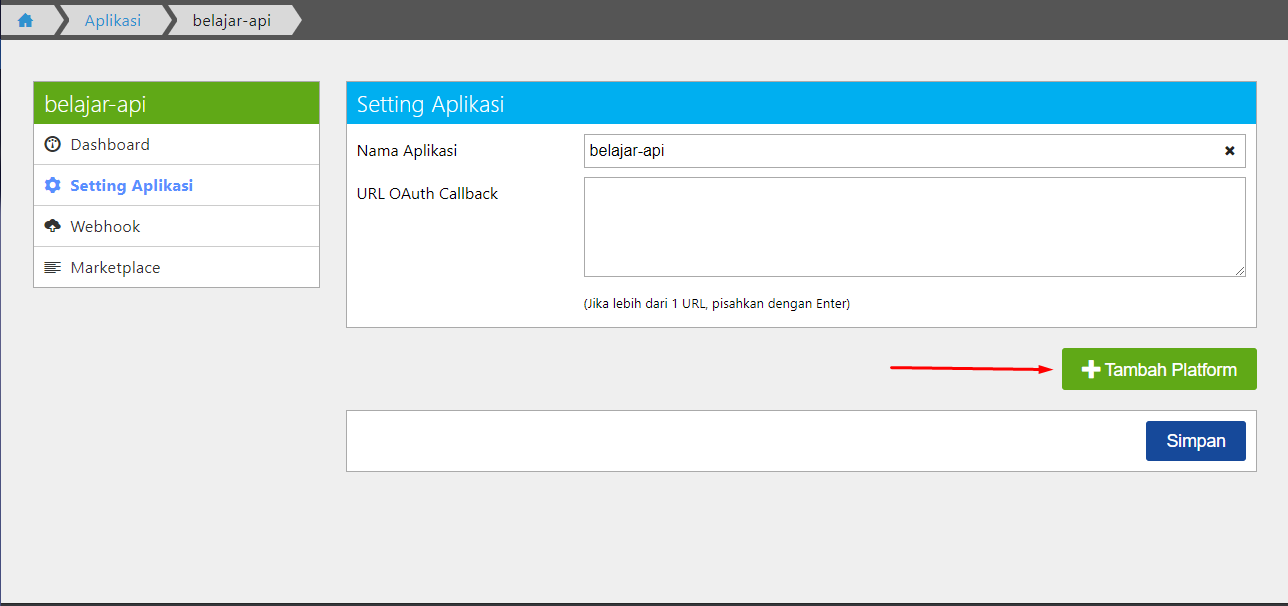 Aplikasi
belajar-api
belajar-api
Dashboard
Setting Aplikasi
Webhook
Marketplace
Setting Aplikasi
Nama Aplikasi
belajar-api
URL OAuth Callback
(Jika lebih dari 1 URL, pisahkan dengan Enter)
Tambah Platform
Simpan